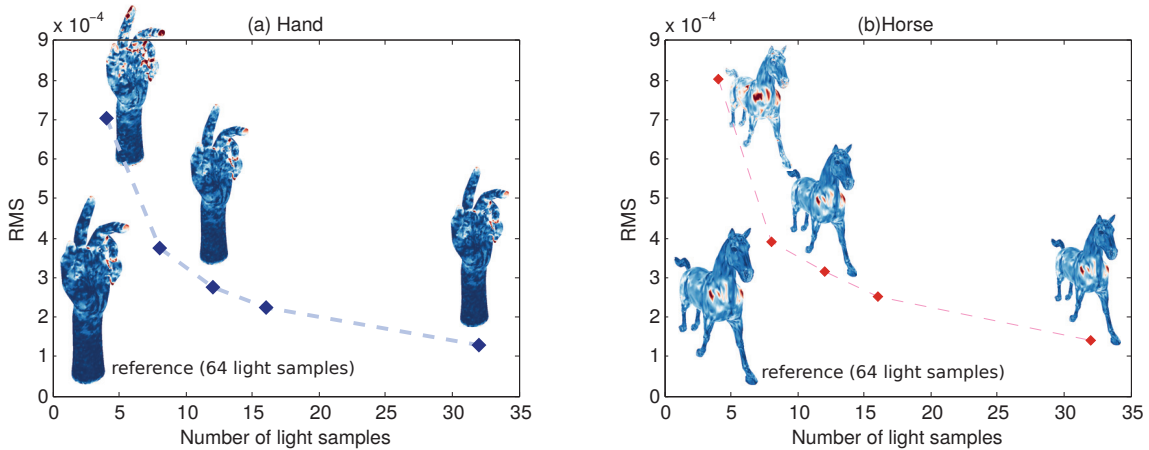 x 10⁻⁴
(a) Hand
9
8
7
6
5
4
3
2
1
0
RMS
reference (64 light samples)
0 5 10 15 20 25 30 35
Number of light samples
x 10⁻⁴
(b)Horse
9
8
7
6
5
4
3
2
1
0
RMS
reference (64 light samples)
0 5 10 15 20 25 30 35
Number of light samples